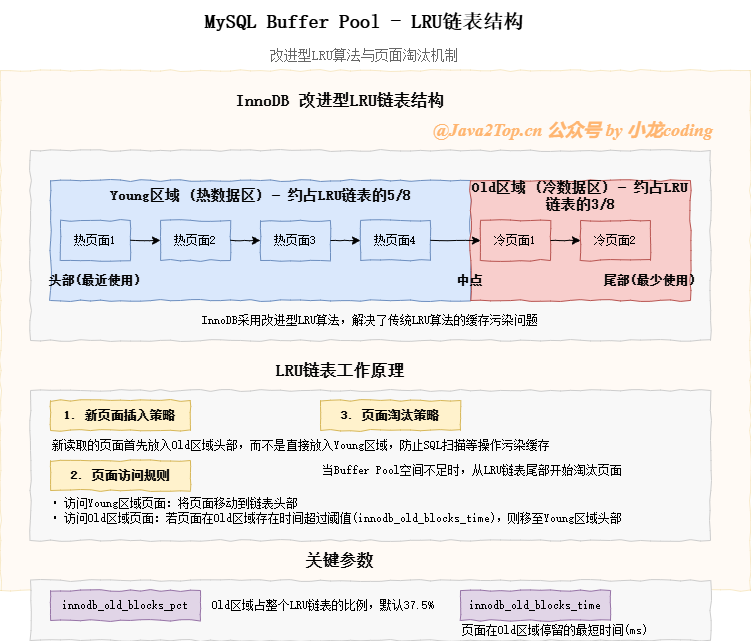 MySQL Buffer Pool - LRU链表结构
改进型LRU算法与页面淘汰机制
InnoDB 改进型LRU链表结构
@Java2Top.cn 公众号 by 小龙coding
Young区域 (热数据区) - 约占LRU链表的5/8
Old区域 (冷数据区) - 约占LRU
链表的3/8
热页面1
热页面2
热页面3
热页面4
冷页面1
冷页面2
头部(最近使用)
中点
尾部(最少使用)
InnoDB采用改进型LRU算法, 解决了传统LRU算法的缓存污染问题
LRU链表工作原理
1. 新页面插入策略
新读取的页面首先放入Old区域头部, 而不是直接放入Young区域, 防止SQL扫描等操作污染缓存
2. 页面访问规则
• 访问Young区域页面: 将页面移动到链表头部
• 访问Old区域页面: 若页面在Old区域存在时间超过阈值(innodb_old_blocks_time), 则移至Young区域头部
3. 页面淘汰策略
当Buffer Pool空间不足时, 从LRU链表尾部开始淘汰页面
关键参数
innodb_old_blocks_pct
Old区域占整个LRU链表的比例, 默认37.5%
innodb_old_blocks_time
页面在Old区域停留的最短时间(ms)